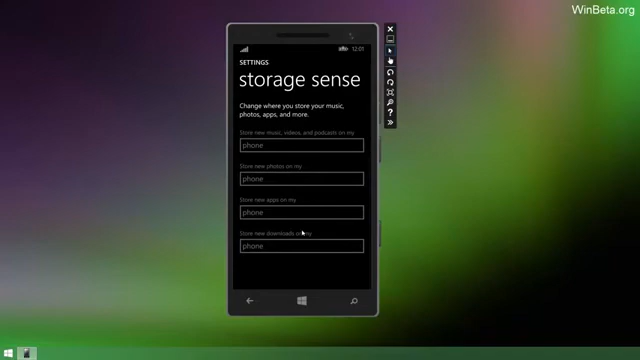 WinBeta.org
12:01
SETTINGS
storage sense
Change where you store your music,
photos, apps, and more.
Store new music, videos, and podcasts on my
phone
Store new photos on my
phone
Store new apps on my
phone
Store new downloads on my
phone